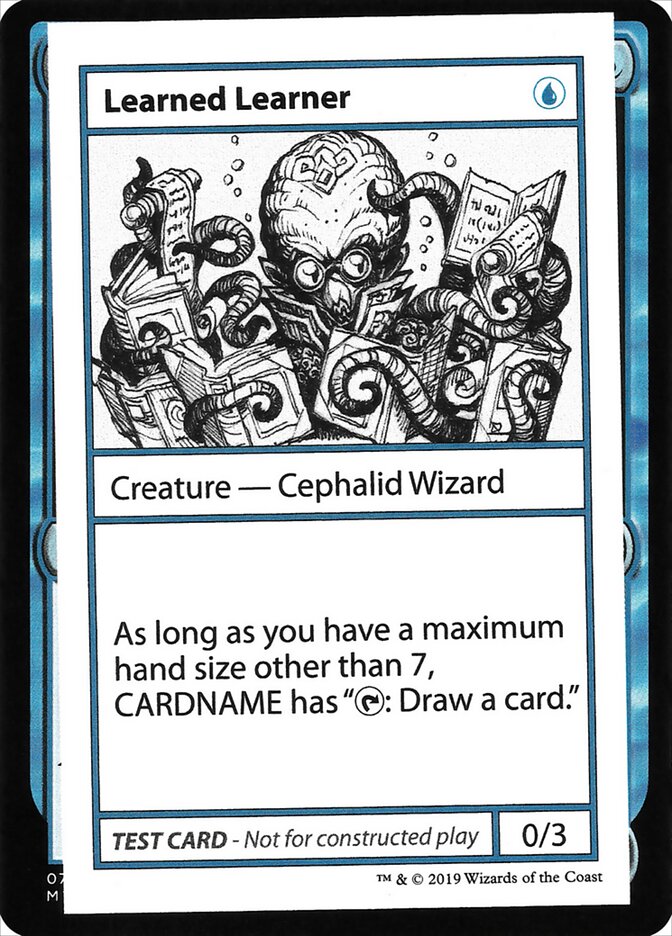 Learned Learner
Creature — Cephalid Wizard
As long as you have a maximum
hand size other than 7,
CARDNAME has “: Draw a card.”
TEST CARD - Not for constructed play
0/3
™ & © 2019 Wizards of the Coast
07
M